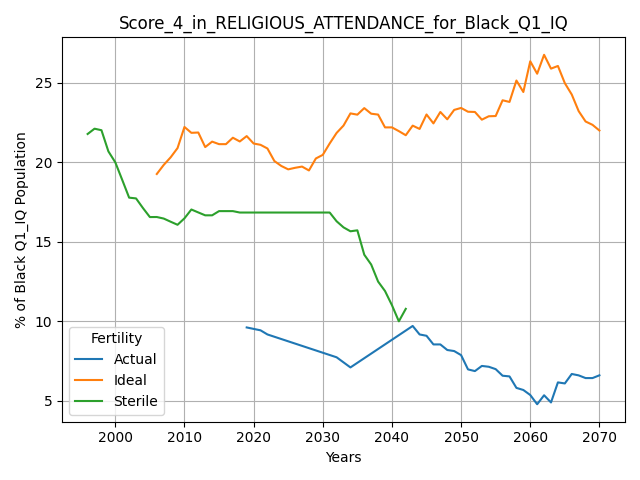 Score_4_in_RELIGIOUS_ATTENDANCE_for_Black_Q1_IQ
% of Black Q1_IQ Population
25
20
15
10
5
Fertility
Actual
Ideal
Sterile
2000 2010 2020 2030 2040 2050 2060 2070
Years